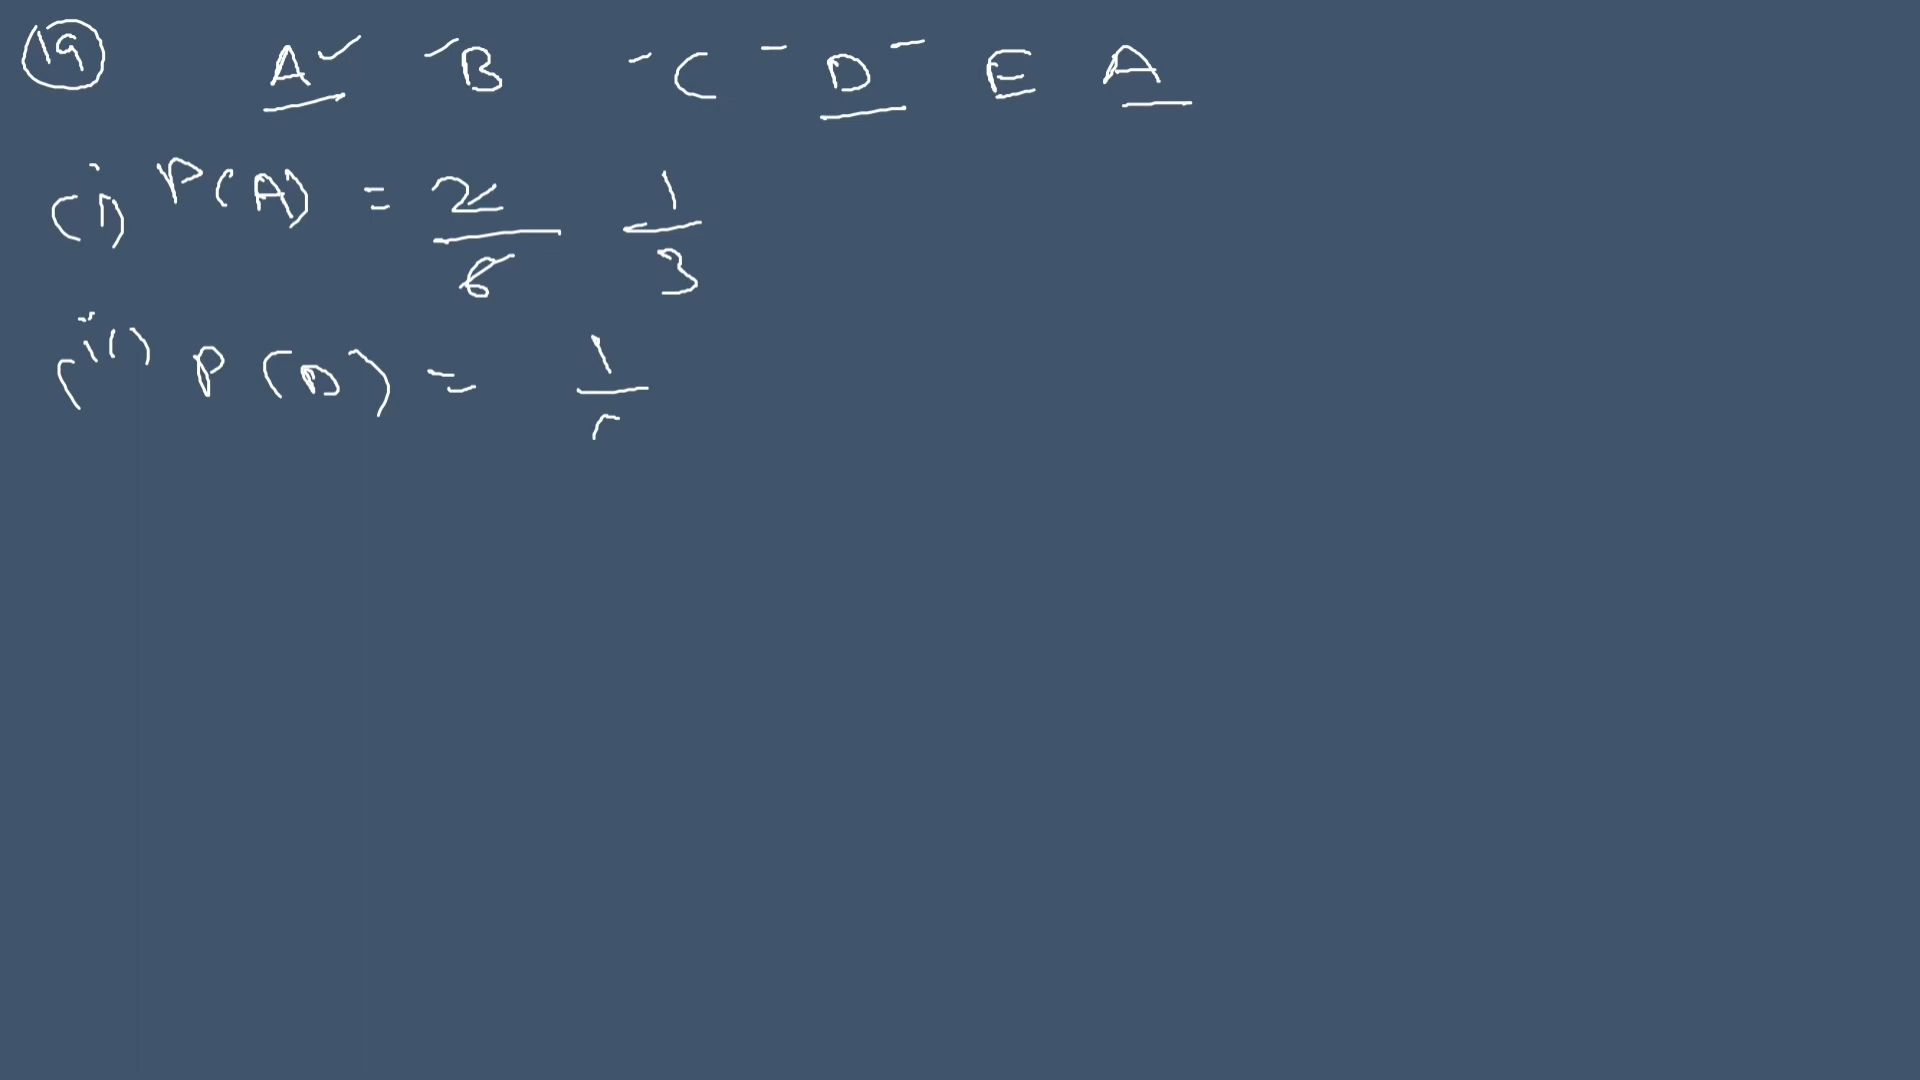 19 A B C D E A
(i) P(A) = 2/6 1/3
(ii) P(D) = 1/